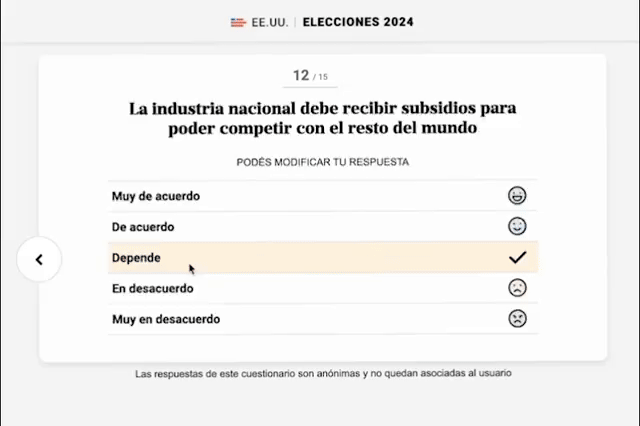 EE.UU. | ELECCIONES 2024
12 / 15
La industria nacional debe recibir subsidios para
poder competir con el resto del mundo
PODÉS MODIFICAR TU RESPUESTA
Muy de acuerdo
De acuerdo
Depende
En desacuerdo
Muy en desacuerdo
Las respuestas de este cuestionario son anónimas y no quedan asociadas al usuario